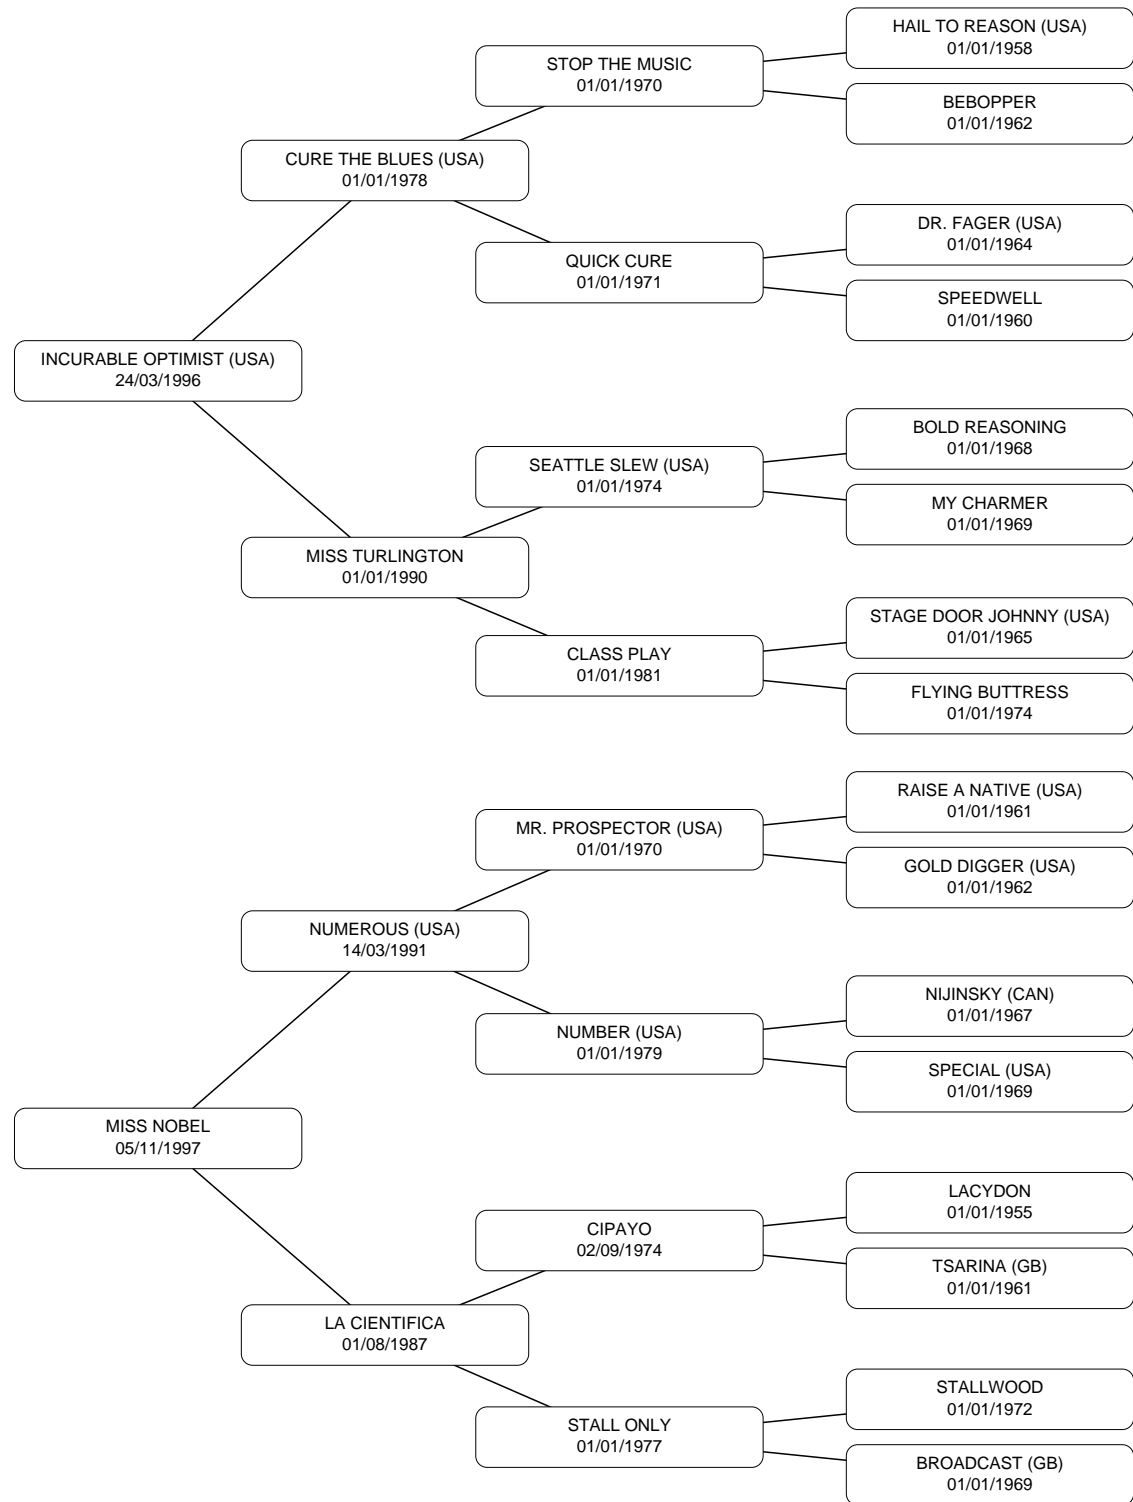 HAIL TO REASON (USA)
01/01/1958
STOP THE MUSIC
01/01/1970
BEBOPPER
01/01/1962
CURE THE BLUES (USA)
01/01/1978
DR. FAGER (USA)
01/01/1964
QUICK CURE
01/01/1971
SPEEDWELL
01/01/1960
INCURABLE OPTIMIST (USA)
24/03/1996
BOLD REASONING
01/01/1968
SEATTLE SLEW (USA)
01/01/1974
MY CHARMER
01/01/1969
MISS TURLINGTON
01/01/1990
STAGE DOOR JOHNNY (USA)
01/01/1965
CLASS PLAY
01/01/1981
FLYING BUTTRESS
01/01/1974
RAISE A NATIVE (USA)
01/01/1961
MR. PROSPECTOR (USA)
01/01/1970
GOLD DIGGER (USA)
01/01/1962
NUMEROUS (USA)
14/03/1991
NIJINSKY (CAN)
01/01/1967
NUMBER (USA)
01/01/1979
SPECIAL (USA)
01/01/1969
MISS NOBEL
05/11/1997
LACYDON
01/01/1955
CIPAYO
02/09/1974
TSARINA (GB)
01/01/1961
LA CIENTIFICA
01/08/1987
STALLWOOD
01/01/1972
STALL ONLY
01/01/1977
BROADCAST (GB)
01/01/1969